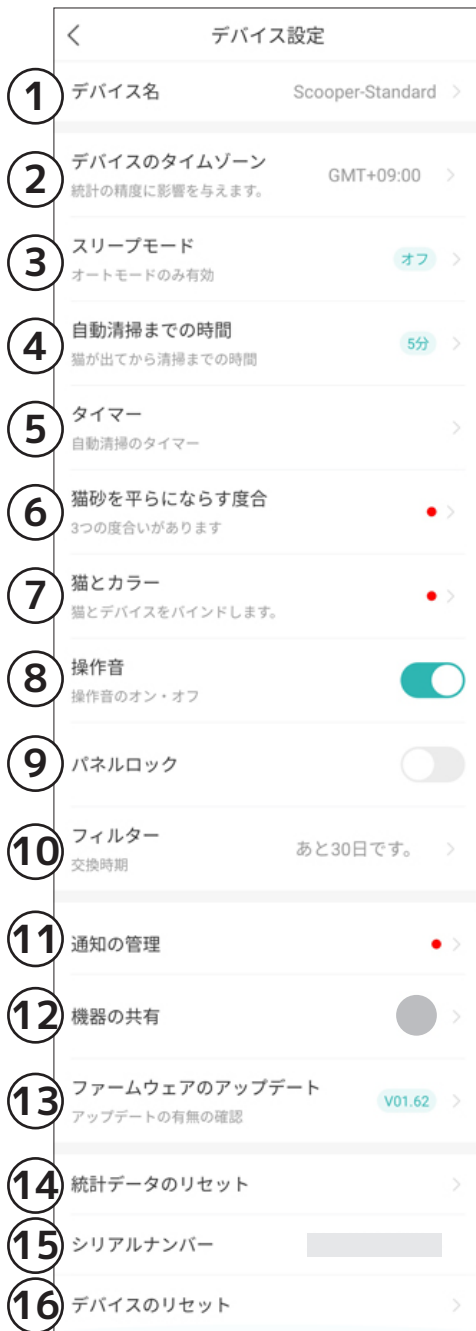 デバイス設定
① デバイス名 Scooper-Standard
② デバイスのタイムゾーン GMT+09:00
統計の精度に影響を与えます。
③ スリープモード オフ
オートモードのみ有効
④ 自動清掃までの時間 5分
猫が出てから清掃までの時間
⑤ タイマー
自動清掃のタイマー
⑥ 猫砂を平らにならす度合
3つの度合いがあります
⑦ 猫とカラー
猫とデバイスをバインドします。
⑧ 操作音
操作音のオン・オフ
⑨ パネルロック
⑩ フィルター あと30日です。
交換時期
⑪ 通知の管理
⑫ 機器の共有
⑬ ファームウェアのアップデート V01.62
アップデートの有無の確認
⑭ 統計データのリセット
⑮ シリアルナンバー
⑯ デバイスのリセット